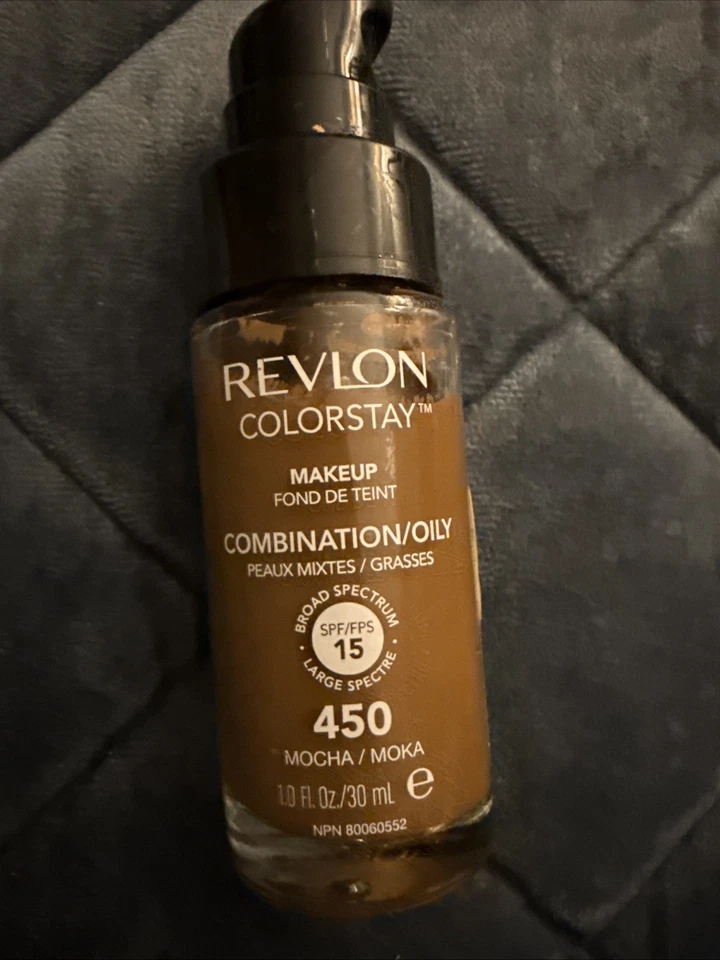 REVLON
COLORSTAY™
MAKEUP
FOND DE TEINT
COMBINATION/OILY
PEAUX MIXTES / GRASSES
BROAD SPECTRUM
SPF/FPS
15
• LARGE SPECTRE •
450
MOCHA / MOKA
1.0 Fl. Oz./30 mL ℮
NPN 80060552